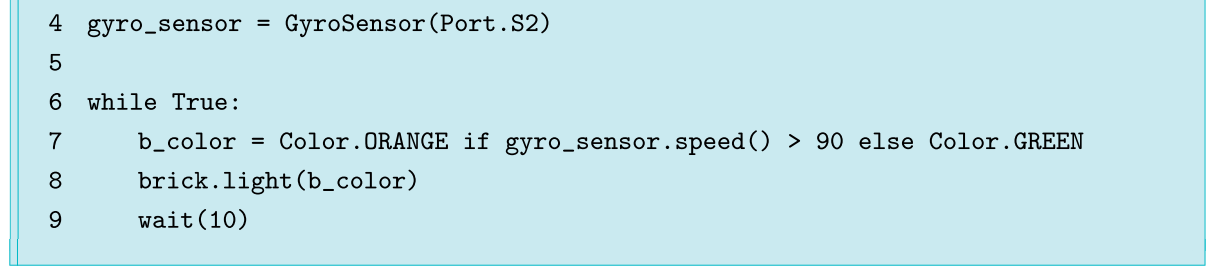 4 gyro_sensor = GyroSensor(Port.S2)
5
6 while True:
7     b_color = Color.ORANGE if gyro_sensor.speed() > 90 else Color.GREEN
8     brick.light(b_color)
9     wait(10)